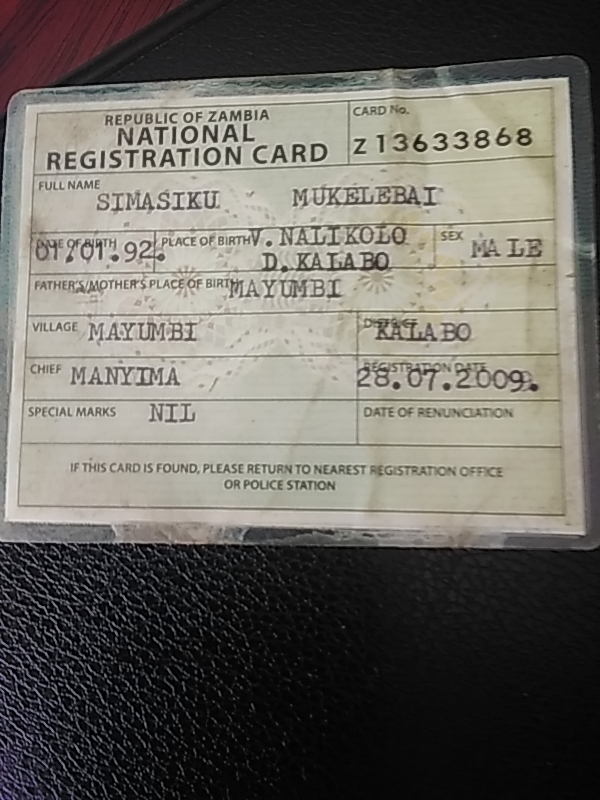 REPUBLIC OF ZAMBIA
NATIONAL
REGISTRATION CARD
CARD No.
Z 13633868
FULL NAME
SIMASIKU MUKELEBAI
DATE OF BIRTH
01.01.92.
PLACE OF BIRTH
V. NALIKOLO
D. KALABO
SEX
MALE
FATHER'S/MOTHER'S PLACE OF BIRTH
MAYUMBI
VILLAGE
MAYUMBI
DISTRICT
KALABO
CHIEF
MANYIMA
REGISTRATION DATE
28.07.2009.
SPECIAL MARKS
NIL
DATE OF RENUNCIATION
IF THIS CARD IS FOUND, PLEASE RETURN TO NEAREST REGISTRATION OFFICE
OR POLICE STATION